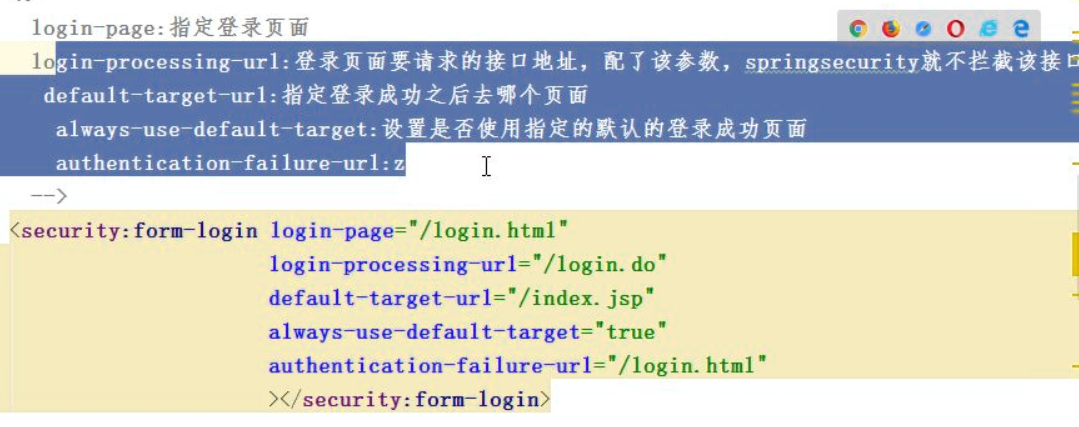 login-page:指定登录页面
login-processing-url:登录页面要请求的接口地址，配了该参数，springsecurity就不拦截该接口
default-target-url:指定登录成功之后去哪个页面
always-use-default-target:设置是否使用指定的默认的登录成功页面
authentication-failure-url:z
-->
<security:form-login login-page="/login.html"
login-processing-url="/login.do"
default-target-url="/index.jsp"
always-use-default-target="true"
authentication-failure-url="/login.html"
></security:form-login>